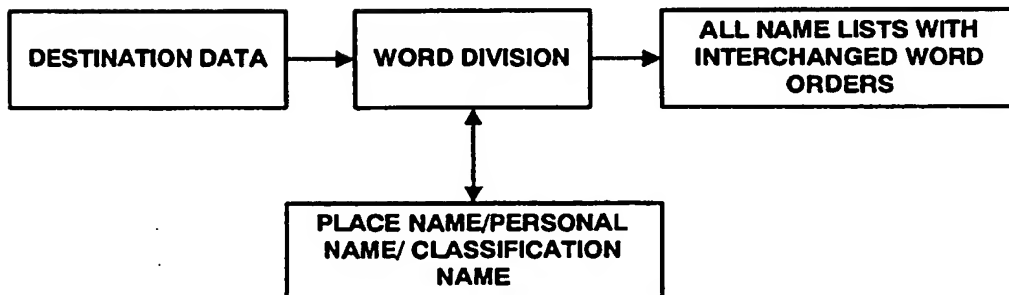 DESTINATION DATA
WORD DIVISION
ALL NAME LISTS WITH
INTERCHANGED WORD
ORDERS
PLACE NAME/PERSONAL
NAME/ CLASSIFICATION
NAME